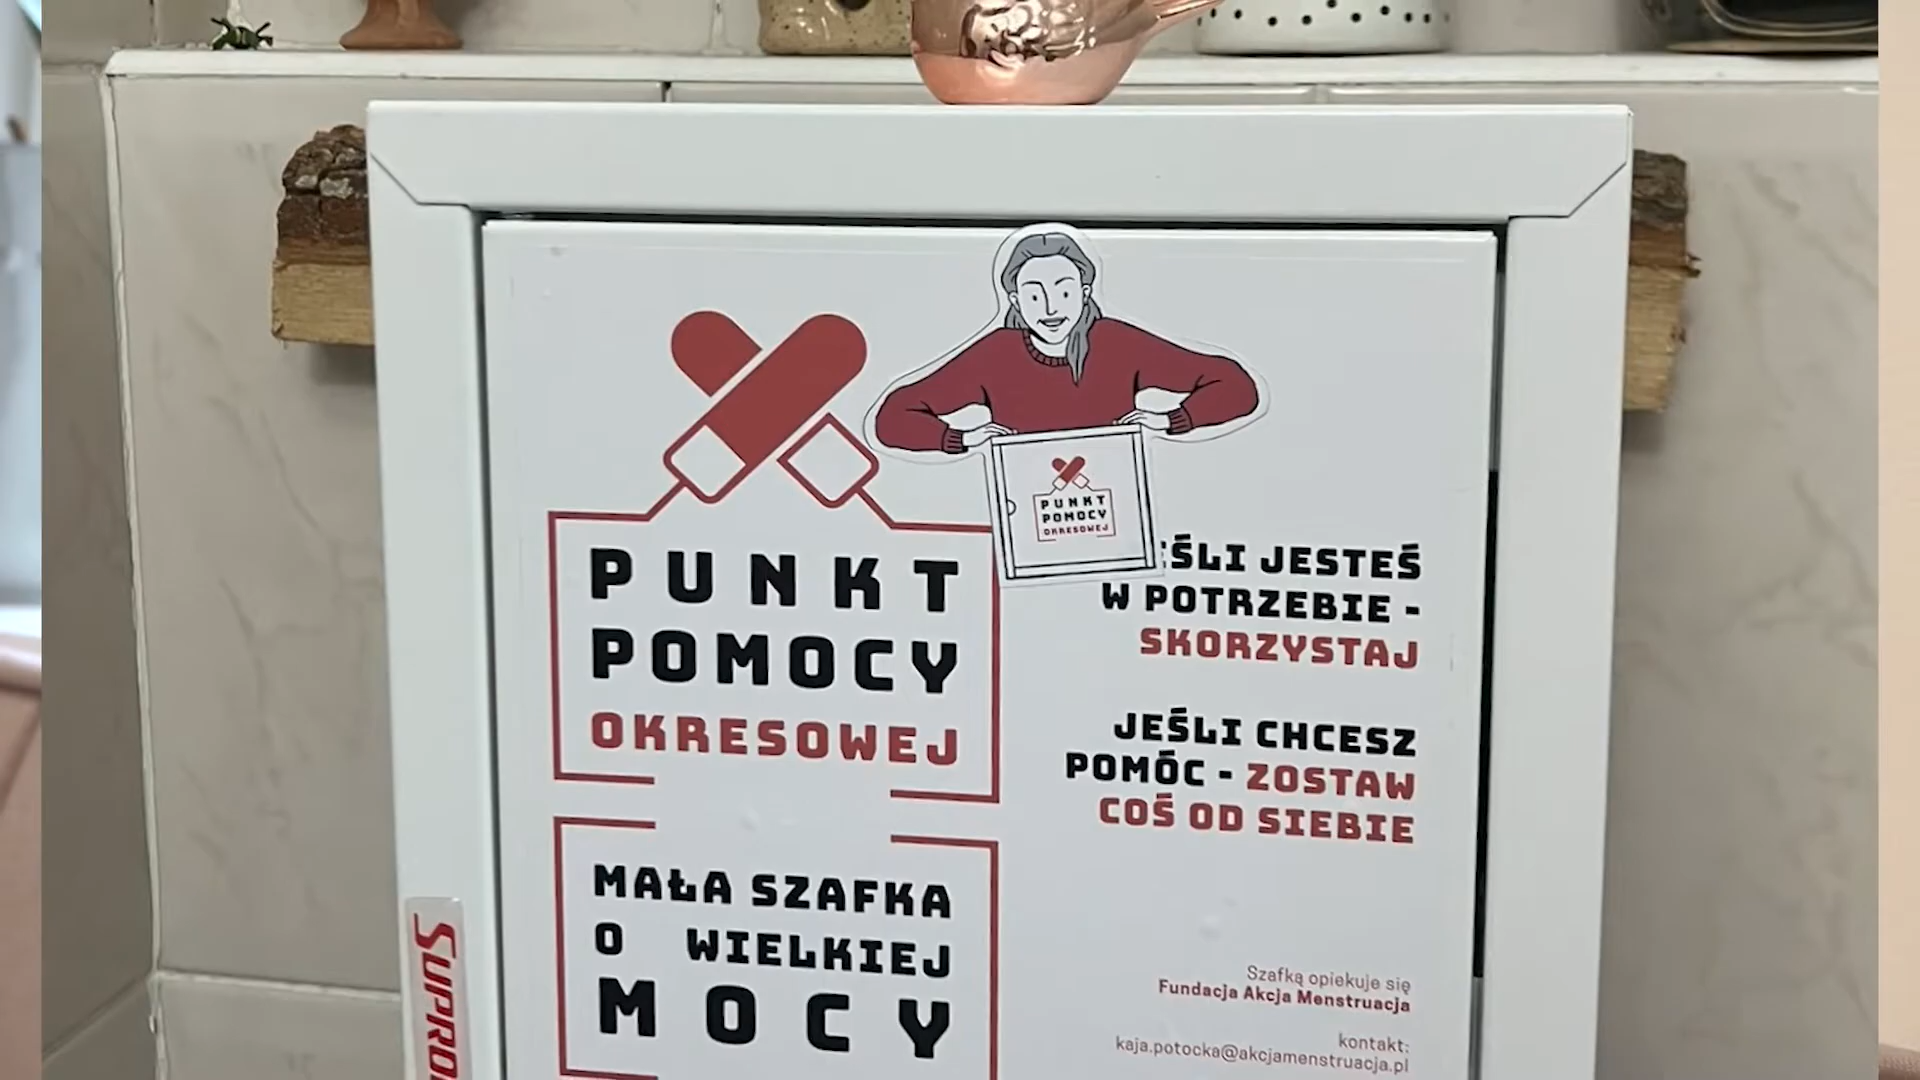 PUNKT
POMOCY
OKRESOWEJ
PUNKT
POMOCY
OKRESOWEJ
JESTEŚ
W POTRZEBIE -
SKORZYSTAJ
JEŚLI CHCESZ
POMÓC - ZOSTAW
COŚ OD SIEBIE
MAŁA SZAFKA
O WIELKIEJ
MOCY
Szafką opiekuje się
Fundacja Akcja Menstruacja
kontakt:
kaja.potocka@akcjamenstruacja.pl